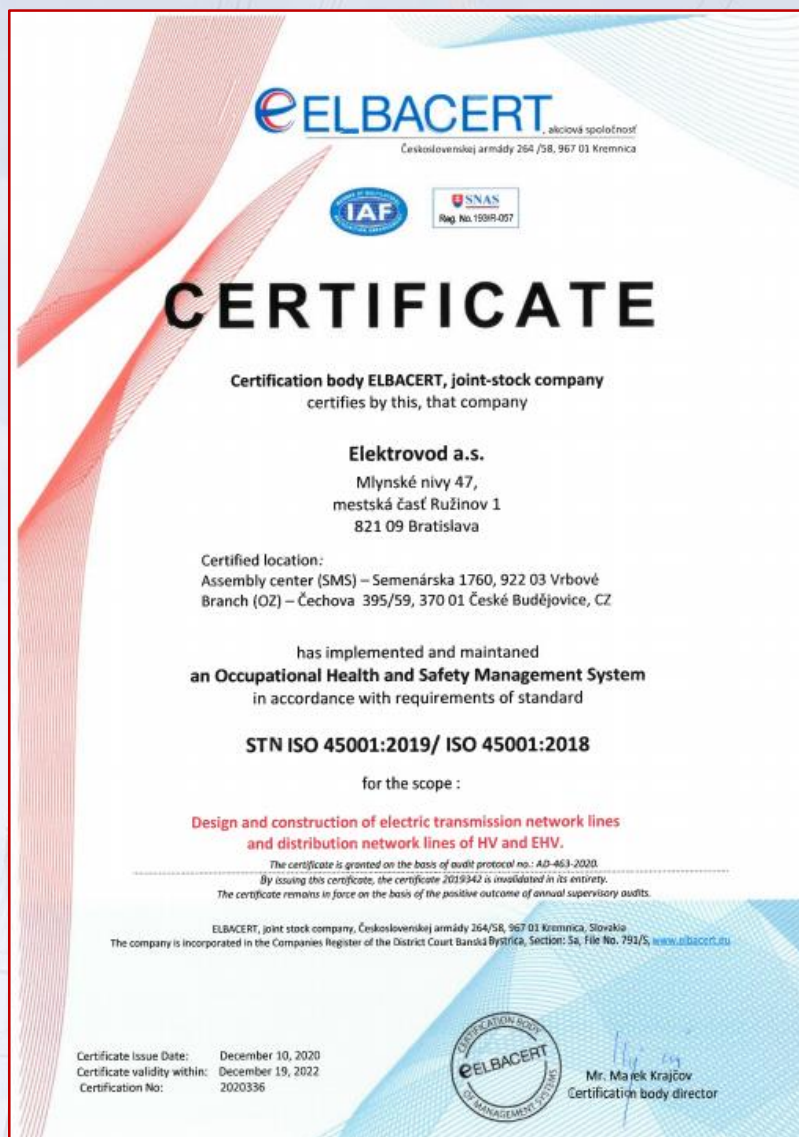 eELBACERT, akciová spoločnosť
Československej armády 264 /58, 967 01 Kremnica
IAF
SNAS
Reg. No. 193/R-057
CERTIFICATE
Certification body ELBACERT, joint-stock company
certifies by this, that company
Elektrovod a.s.
Mlynské nivy 47,
mestská časť Ružinov 1
821 09 Bratislava
Certified location:
Assembly center (SMS) – Semenárska 1760, 922 03 Vrbové
Branch (OZ) – Čechova 395/59, 370 01 České Budějovice, CZ
has implemented and maintaned
an Occupational Health and Safety Management System
in accordance with requirements of standard
STN ISO 45001:2019/ ISO 45001:2018
for the scope :
Design and construction of electric transmission network lines
and distribution network lines of HV and EHV.
The certificate is granted on the basis of audit protocol no.: AD-463-2020.
By issuing this certificate, the certificate 2019342 is invalidated in its entirety.
The certificate remains in force on the basis of the positive outcome of annual supervisory audits.
ELBACERT, joint stock company, Československej armády 264/58, 967 01 Kremnica, Slovakia
The company is incorporated in the Companies Register of the District Court Banská Bystrica, Section: Sa, File No. 791/S, www.elbacert.eu
Certificate Issue Date: December 10, 2020
Certificate validity within: December 19, 2022
Certification No: 2020336
CERTIFICATION BODY
eELBACERT
OF MANAGEMENT SYSTEMS
Mr. Marek Krajčov
Certification body director